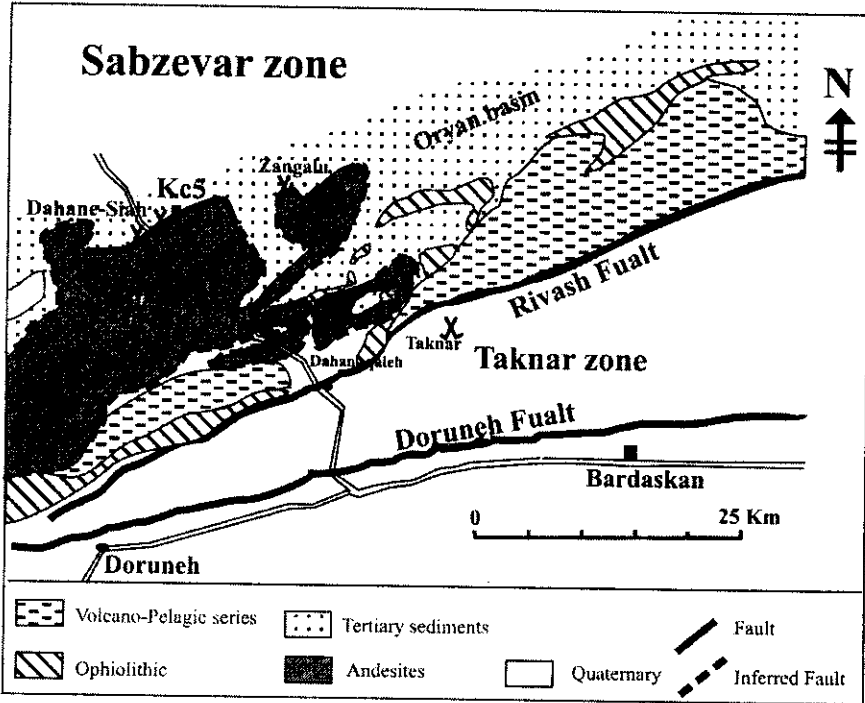 Sabzevar zone
N
Oryan basin
Zangalu
Kc5
Dahane-Siah
Rivash Fualt
Taknar
Taknar zone
Doruneh Fualt
Bardaskan
0 25 Km
Doruneh
Volcano-Pelagic series
Tertiary sediments
Fault
Ophiolithic
Andesites
Quaternary
Inferred Fault